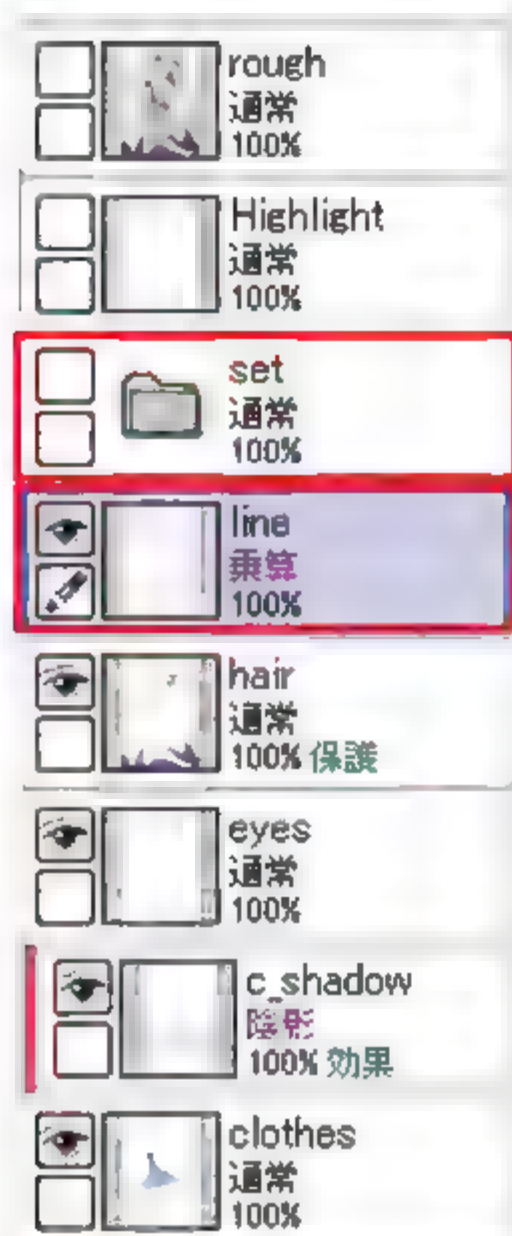 rough
通常
100%
Highlight
通常
100%
set
通常
100%
line
乗算
100%
hair
通常
100% 保護
eyes
通常
100%
c_shadow
陰影
100% 効果
clothes
通常
100%